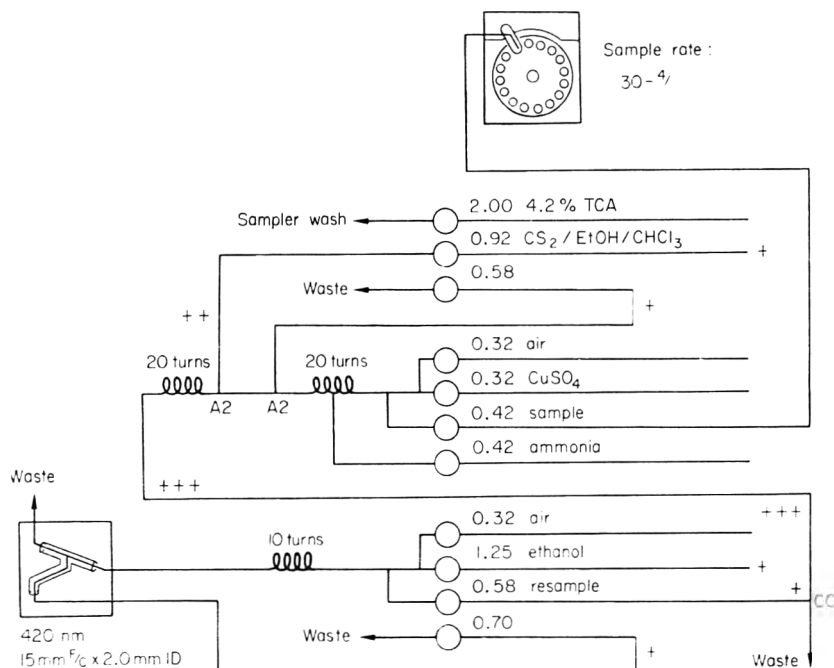 Sample rate :
30-4/
2.00 4.2% TCA
Sampler wash
0.92 CS2/EtOH/CHCl3
+
0.58
Waste
+
++
0.32 air
20 turns
20 turns
0.32 CuSO4
A2
A2
0.42 sample
0.42 ammonia
Waste
+++
+++
0.32 air
10 turns
1.25 ethanol
+
0.58 resample
+
0.70
Waste
+
Waste
420 nm
15mm F/c x 2.0 mm ID